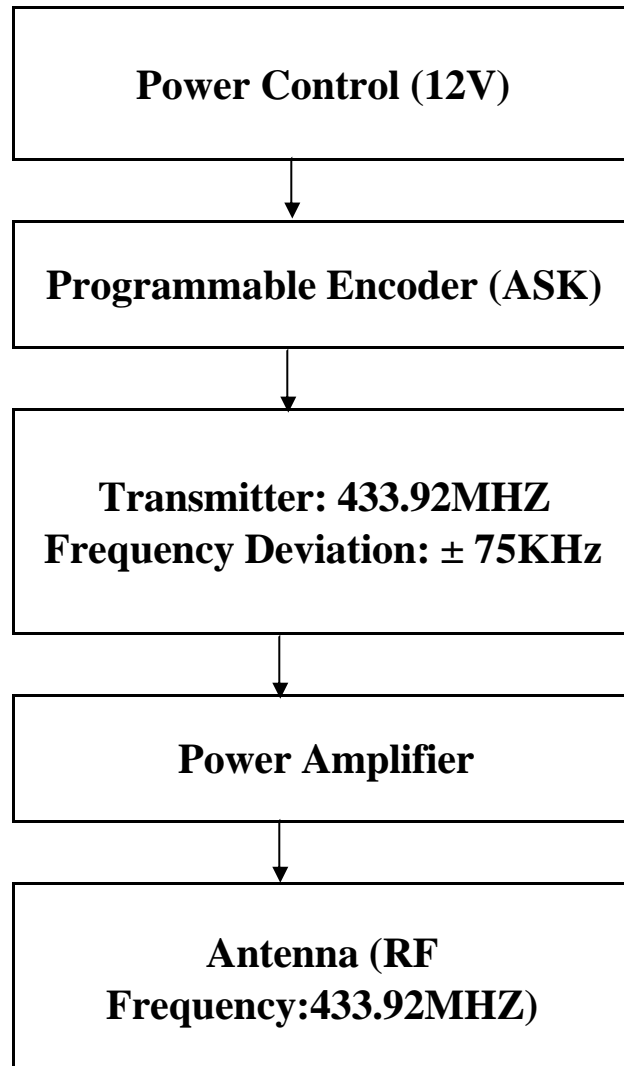 Power Control (12V)
Programmable Encoder (ASK)
Transmitter: 433.92MHZ
Frequency Deviation: ± 75KHz
Power Amplifier
Antenna (RF
Frequency:433.92MHZ)